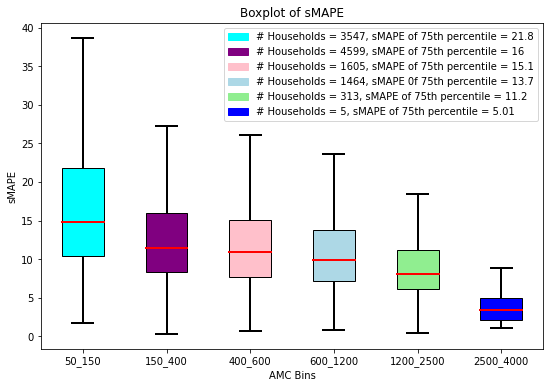 Boxplot of sMAPE
# Households = 3547, sMAPE of 75th percentile = 21.8
# Households = 4599, sMAPE of 75th percentile = 16
# Households = 1605, sMAPE of 75th percentile = 15.1
# Households = 1464, sMAPE 0f 75th percentile = 13.7
# Households = 313, sMAPE of 75th percentile = 11.2
# Households = 5, sMAPE of 75th percentile = 5.01
40
35
30
25
20
15
10
5
0
sMAPE
50_150 150_400 400_600 600_1200 1200_2500 2500_4000
AMC Bins